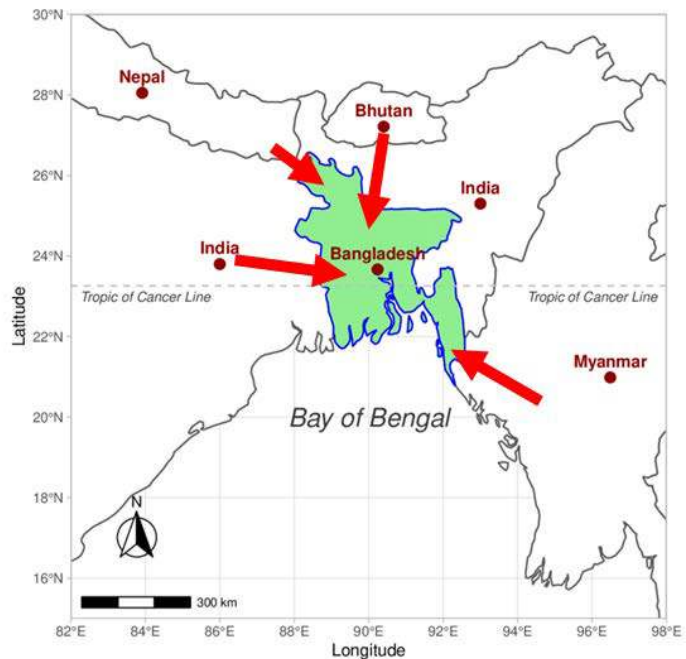 30°N
Nepal
28°N
Bhutan
26°N
India
India
Bangladesh
24°N
Tropic of Cancer Line
Tropic of Cancer Line
Latitude
22°N
Myanmar
20°N
Bay of Bengal
18°N
N
16°N
300 km
82°E 84°E 86°E 88°E 90°E 92°E 94°E 96°E 98°E
Longitude